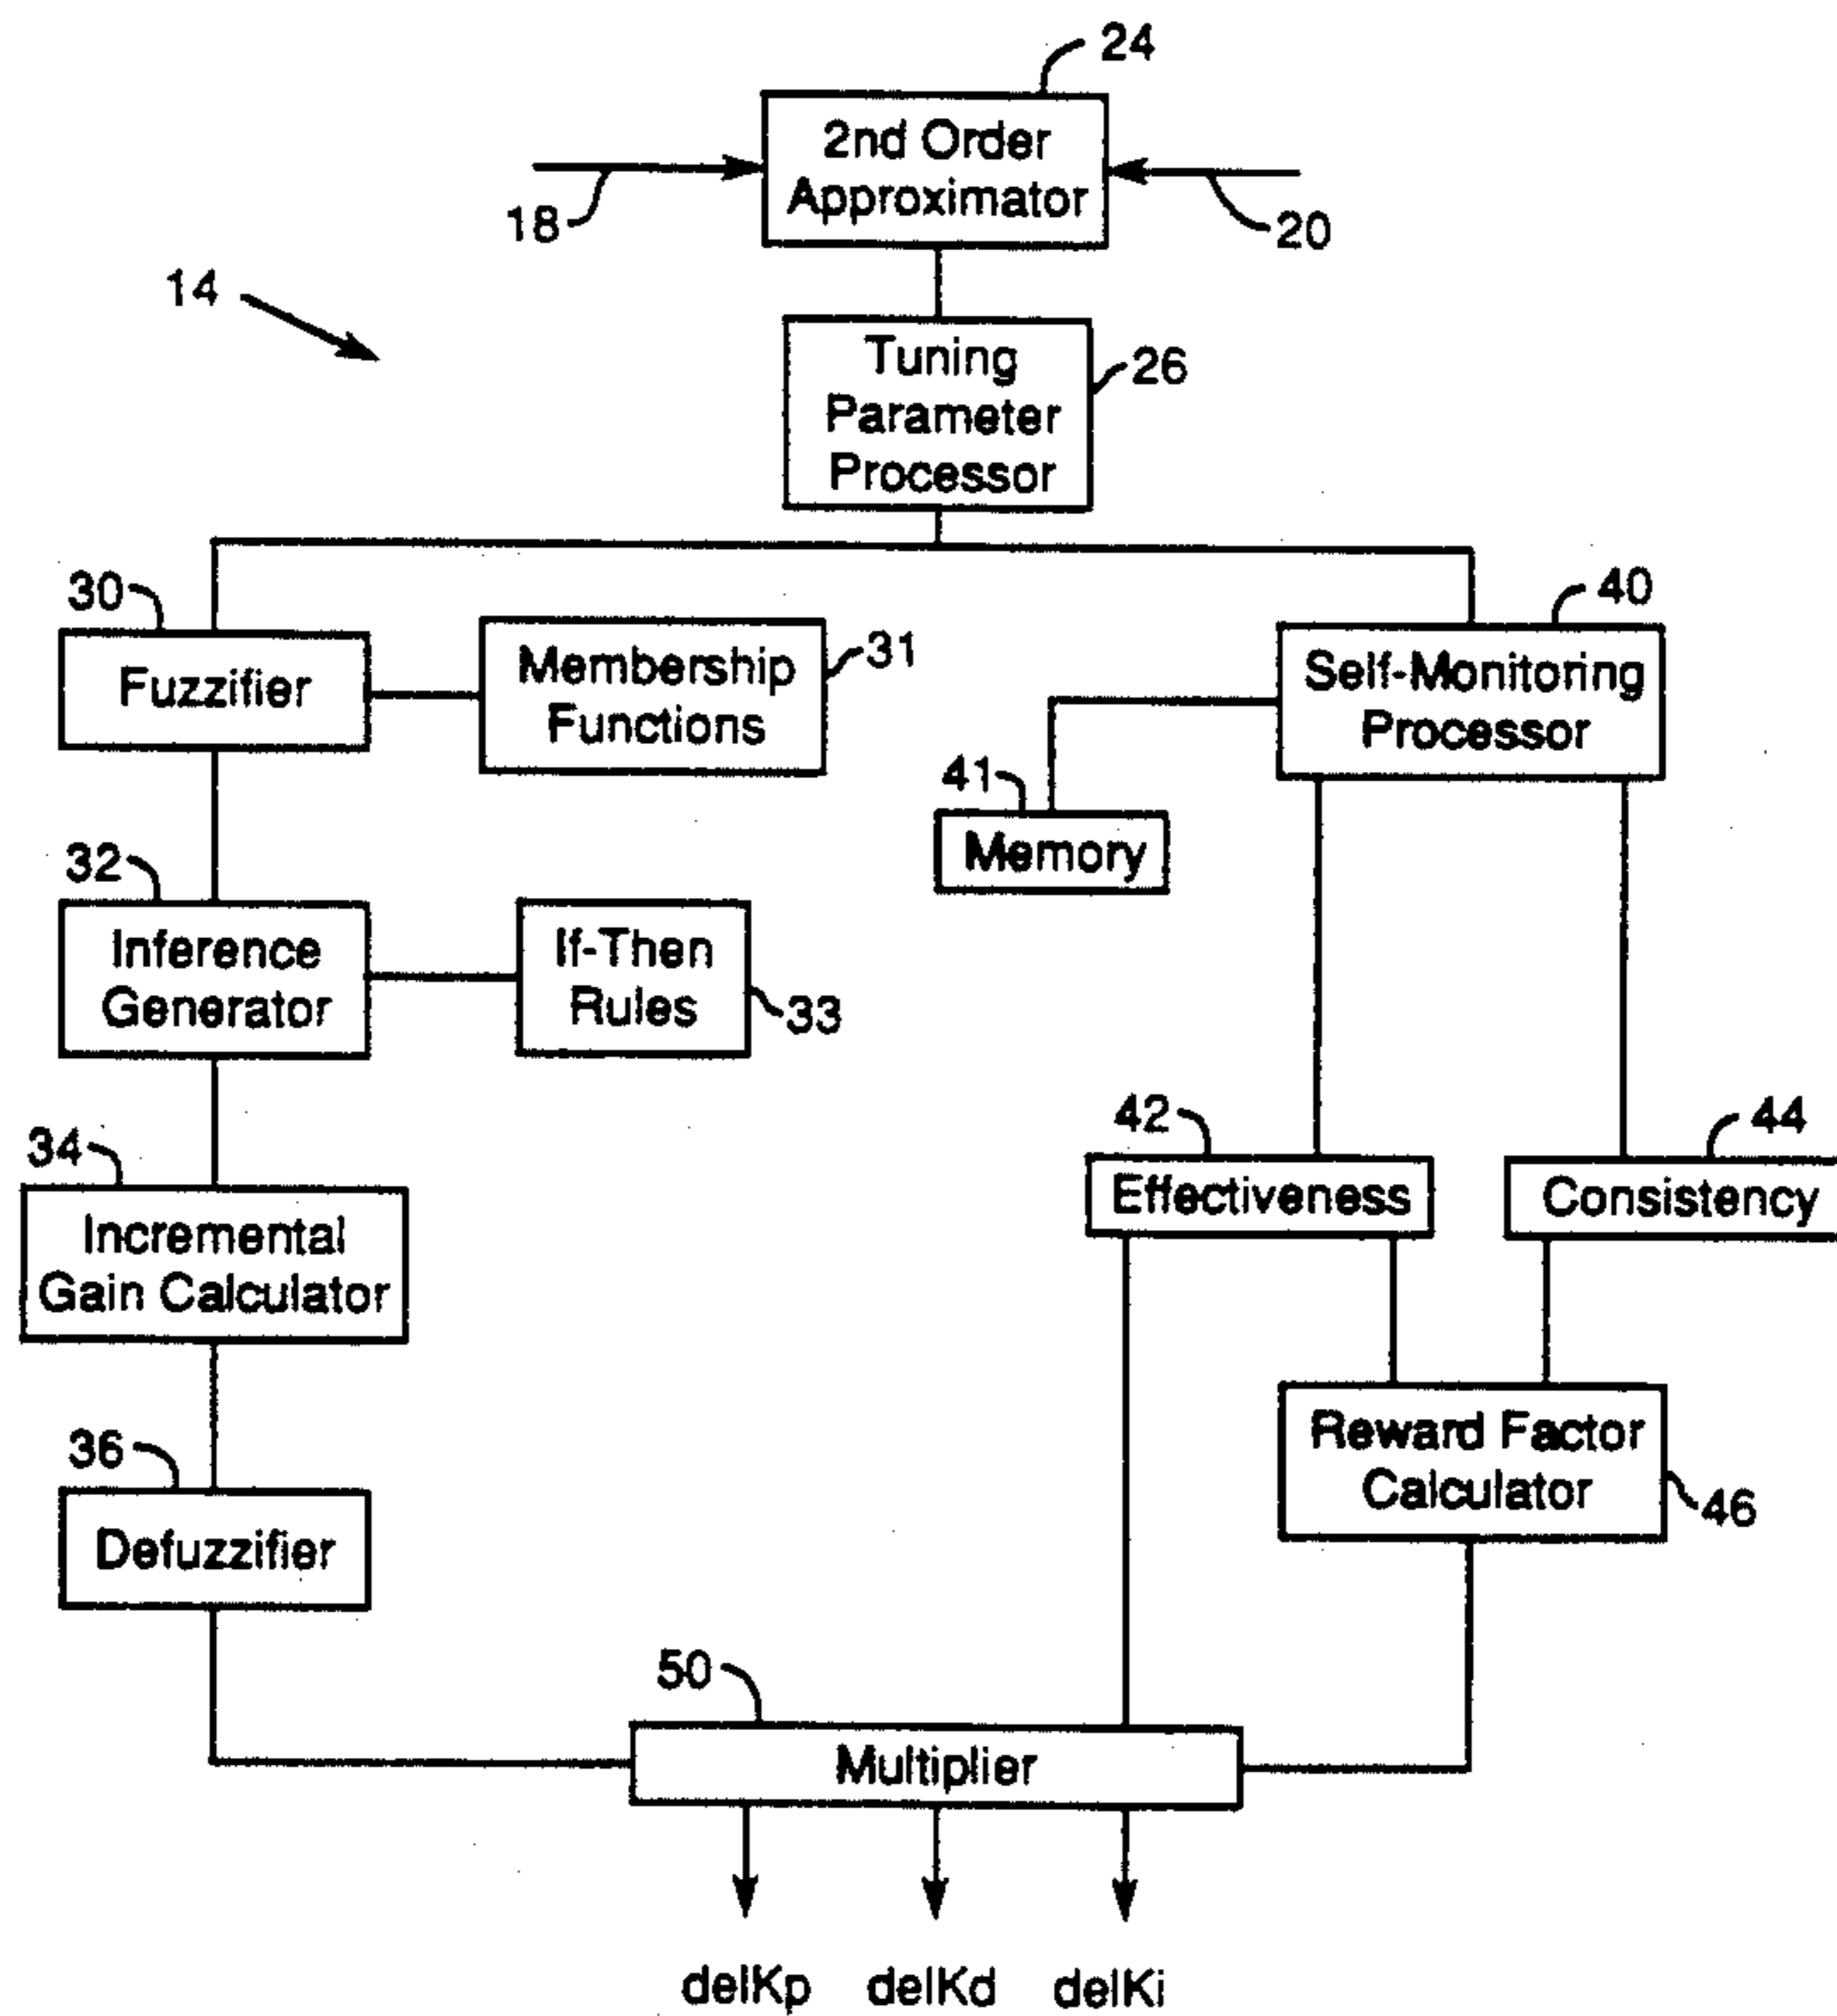 24
2nd Order
Approximator
18
20
14
Tuning
Parameter
Processor
26
30
Fuzzifier
Membership
Functions
31
40
Self-Monitoring
Processor
41
Memory
32
Inference
Generator
If-Then
Rules
33
42
Effectiveness
44
Consistency
34
Incremental
Gain Calculator
Reward Factor
Calculator
46
36
Defuzzifier
50
Multiplier
delKp delKd delKi